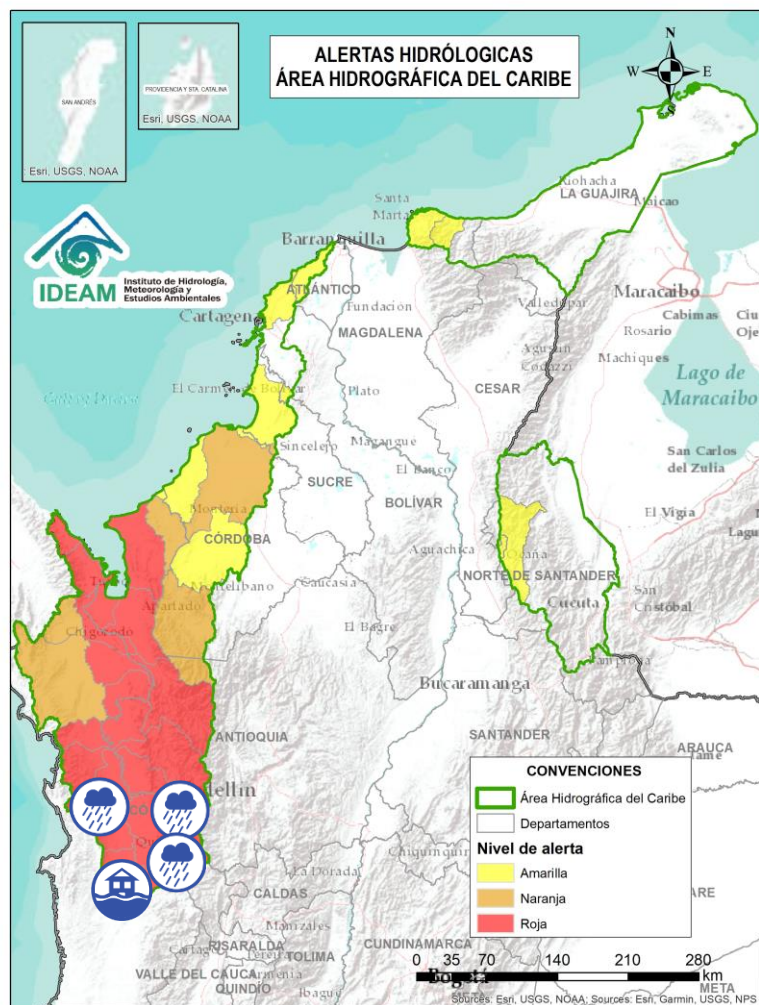 ALERTAS HIDRÓLOGICAS
ÁREA HIDROGRÁFICA DEL CARIBE
N
W
E
S
SAN ANDRÉS
Esri, USGS, NOAA
PROVIDENCIA Y STA. CATALINA
Esri, USGS, NOAA
IDEAM
Instituto de Hidrología,
Meteorología y
Estudios Ambientales
Riohacha
LA GUAJIRA
Maicao
Santa
Marta
Barranquilla
ATLÁNTICO
Cartagena
Fundación
MAGDALENA
Valledupar
Maracaibo
Cabimas
Rosario
Machiques
Agustín
Codazzi
CESAR
Lago de
Maracaibo
El Carmen de Bolívar
Plato
Sincelejo
Magangué
San Carlos
del Zulia
El Banco
SUCRE
BOLÍVAR
El Vigía
Montería
CÓRDOBA
Aguachica
Ocaña
NORTE DE SANTANDER
Montelíbano
Caucasia
Cúcuta
San
Cristóbal
Apartadó
Chigorodó
El Bagre
Pamplona
Bucaramanga
ANTIOQUIA
SANTANDER
ARAUCA
dellín
CONVENCIONES
Área Hidrográfica del Caribe
Departamentos
Nivel de alerta
Amarilla
Naranja
Roja
La Dorada
CALDAS
Manizales
RISARALDA
Pereira
TOLIMA
CUNDINAMARCA
VALLE DEL CAUCA
Armenia
QUINDÍO
Ibagué
Bogotá
META
0 35 70 140 210 280
km
Sources: Esri, USGS, NOAA; Sources: Esri, Garmin, USGS, NPS